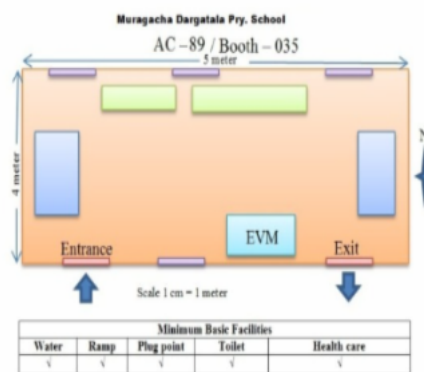 Muragacha Dargatala Pry. School
AC – 89 / Booth – 035
5 meter
4 meter
N
EVM
Entrance
Exit
Scale 1 cm = 1 meter
Minimum Basic Facilities
Water Ramp Plug point Toilet Health care
√ √ √ √ √